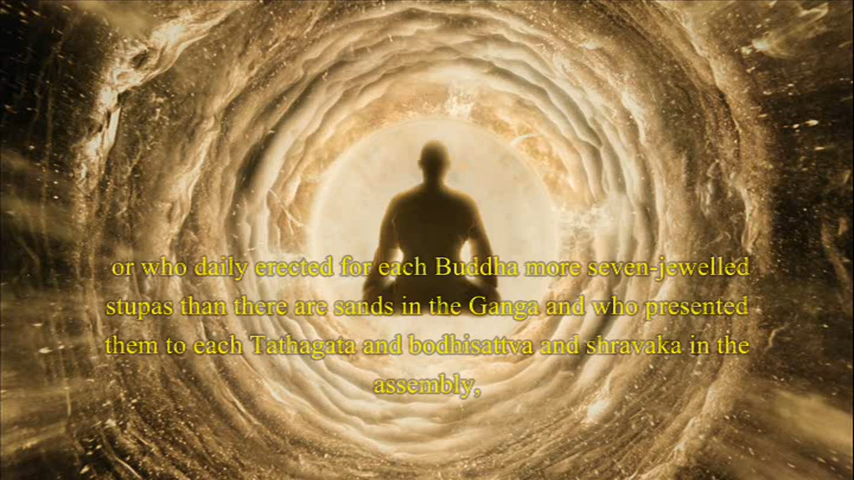 or who daily erected for each Buddha more seven-jewelled
stupas than there are sands in the Ganga and who presented
them to each Tathagata and bodhisattva and shravaka in the
assembly,